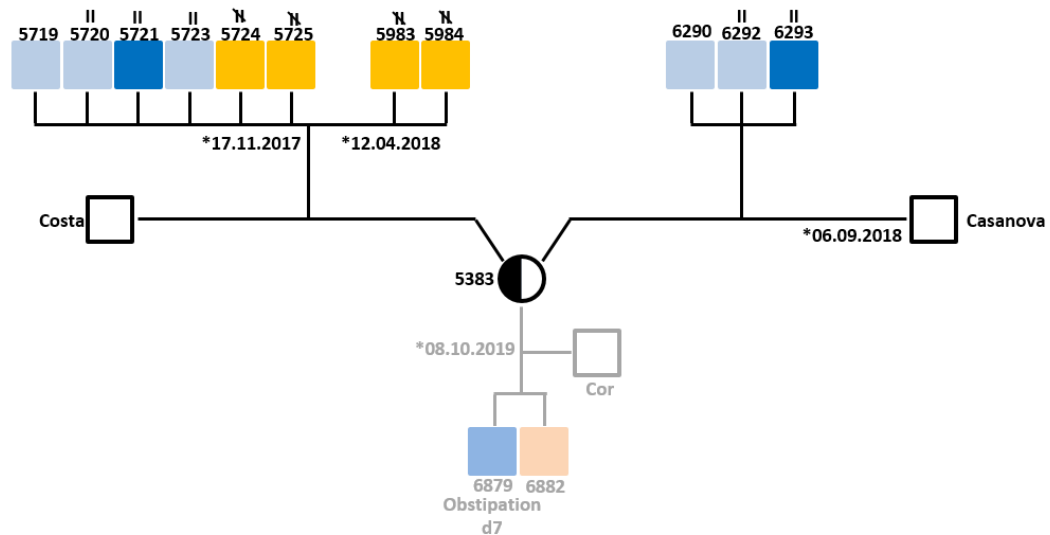 II II II N N N N II II
5719 5720 5721 5723 5724 5725 5983 5984 6290 6292 6293
*17.11.2017 *12.04.2018
Costa Casanova
*06.09.2018
5383
*08.10.2019
Cor
6879 6882
Obstipation
d7